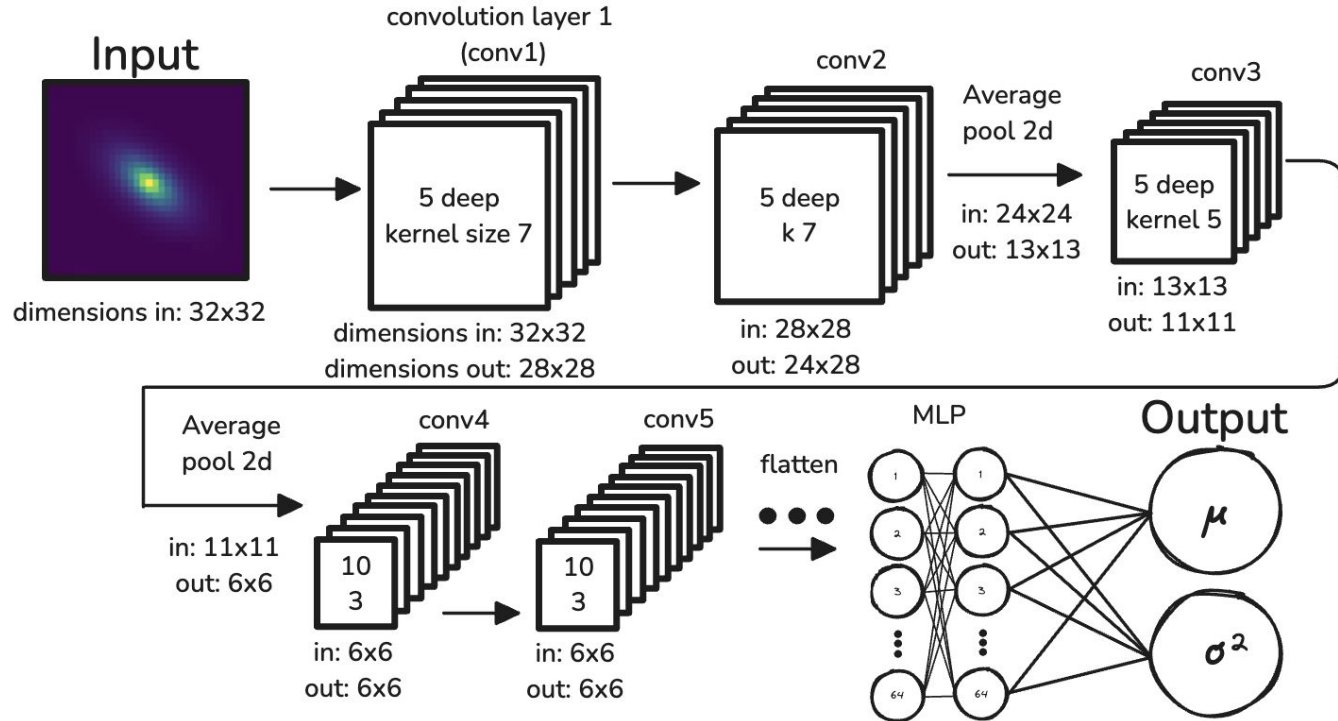 Input
dimensions in: 32x32
convolution layer 1
(conv1)
5 deep
kernel size 7
dimensions in: 32x32
dimensions out: 28x28
conv2
5 deep
k 7
in: 28x28
out: 24x28
Average
pool 2d
in: 24x24
out: 13x13
conv3
5 deep
kernel 5
in: 13x13
out: 11x11
Average
pool 2d
in: 11x11
out: 6x6
conv4
10
3
in: 6x6
out: 6x6
conv5
10
3
in: 6x6
out: 6x6
flatten
MLP
1
2
3
64
1
2
3
64
Output
μ
σ²